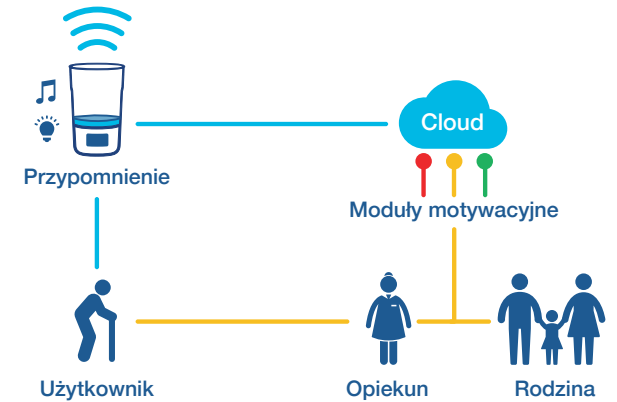 Cloud
Przypomnienie
Moduły motywacyjne
Użytkownik
Opiekun
Rodzina